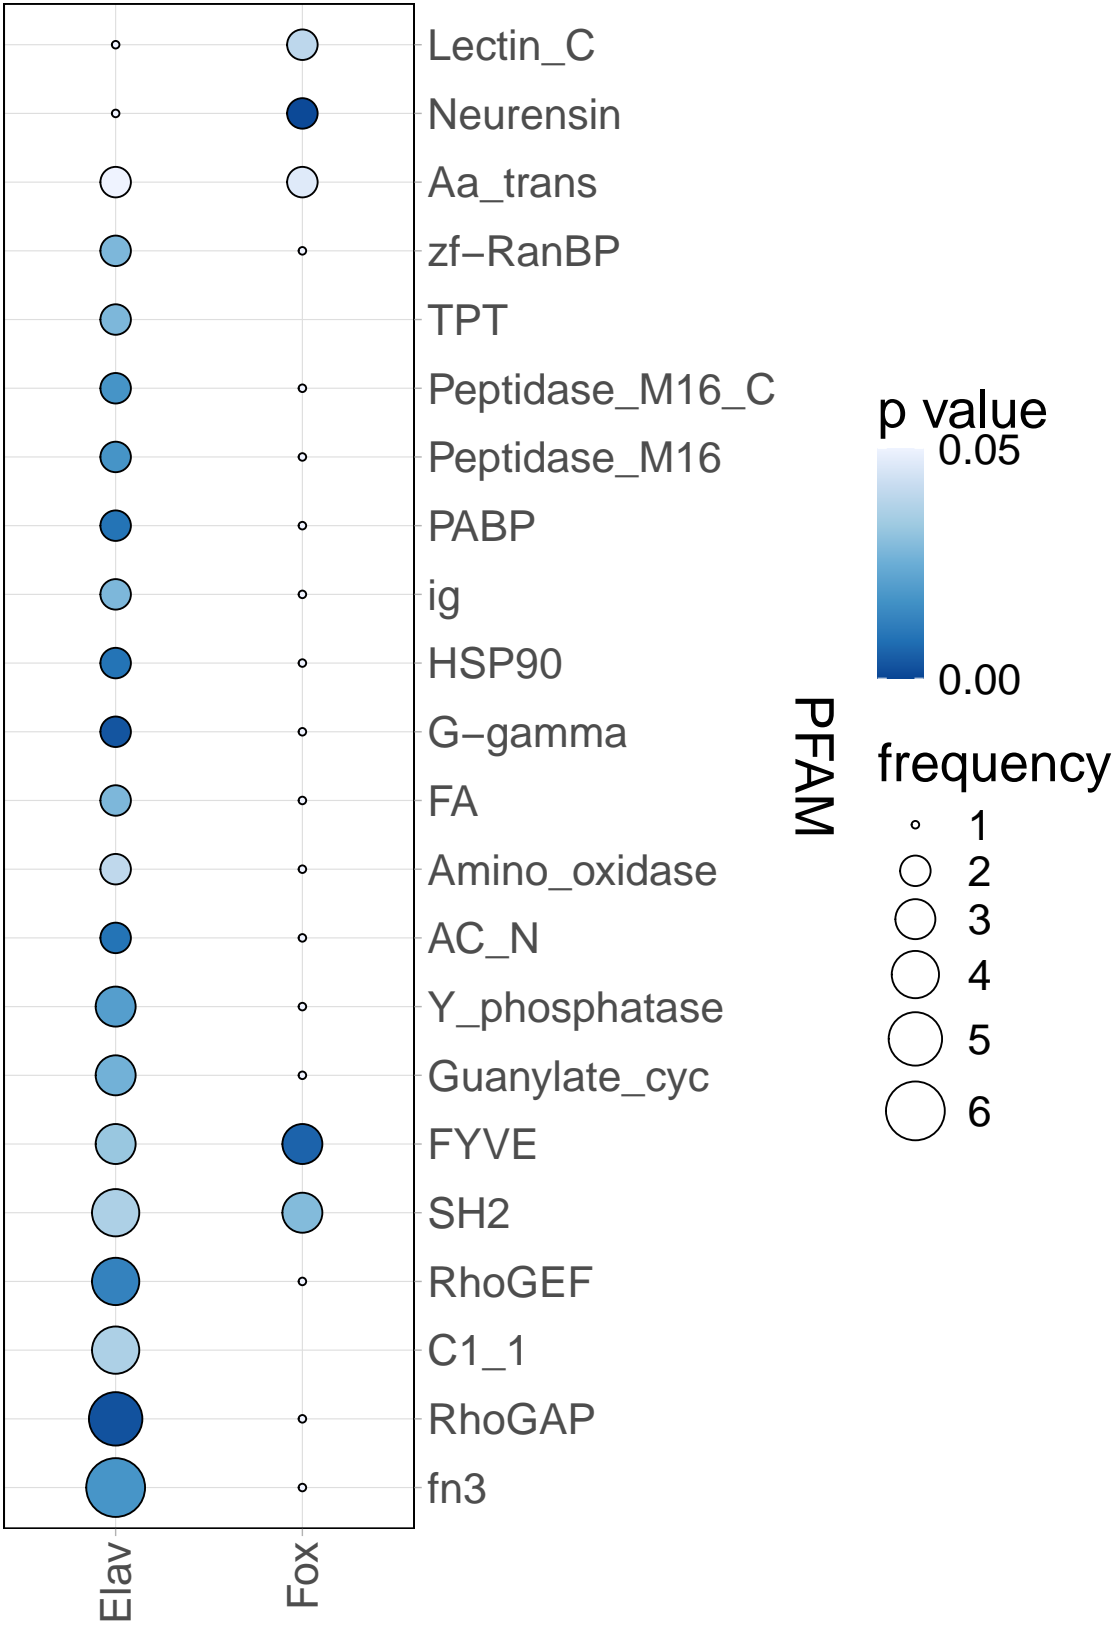 Lectin_C
Neurensin
Aa_trans
zf−RanBP
TPT
Peptidase_M16_C
Peptidase_M16
PABP
ig
HSP90
G−gamma
FA
Amino_oxidase
AC_N
Y_phosphatase
Guanylate_cyc
FYVE
SH2
RhoGEF
C1_1
RhoGAP
fn3
Elav
Fox
PFAM
p value
0.05
0.00
frequency
1
2
3
4
5
6